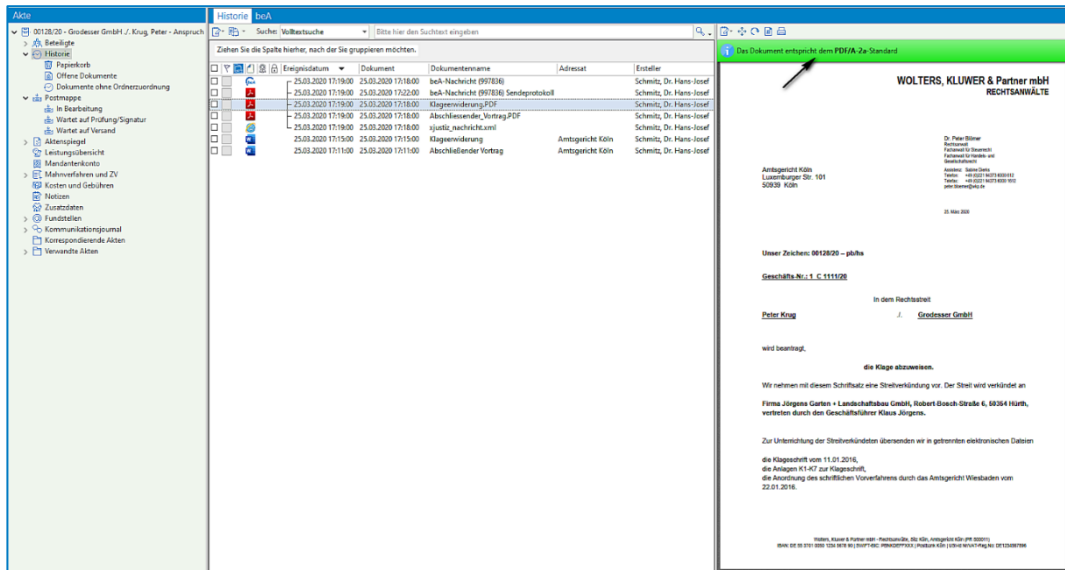 Akte
00128/20 - Grodesser GmbH ./. Krug, Peter - Anspruch
Beteiligte
Historie
Papierkorb
Offene Dokumente
Dokumente ohne Ordnerzuordnung
Postmappe
In Bearbeitung
Wartet auf Prüfung/Signatur
Wartet auf Versand
Aktenspiegel
Leistungsübersicht
Mandantenkonto
Mahnverfahren und ZV
Kosten und Gebühren
Notizen
Zusatzdaten
Fundstellen
Kommunikationsjournal
Korrespondierende Akten
Verwandte Akten
Historie beA
Suche: Volltextsuche Bitte hier den Suchtext eingeben
Ziehen Sie die Spalte hierher, nach der Sie gruppieren möchten.
Ereignisdatum Dokument Dokumentenname Adressat Ersteller
25.03.2020 17:19:00 25.03.2020 17:18:00 beA-Nachricht (997836) Schmitz, Dr. Hans-Josef
25.03.2020 17:19:00 25.03.2020 17:22:00 beA-Nachricht (997836) Sendeprotokoll Schmitz, Dr. Hans-Josef
25.03.2020 17:19:00 25.03.2020 17:18:00 Klageerwiderung.PDF Schmitz, Dr. Hans-Josef
25.03.2020 17:19:00 25.03.2020 17:18:00 Abschliessender_Vortrag.PDF Schmitz, Dr. Hans-Josef
25.03.2020 17:19:00 25.03.2020 17:18:00 xjustiz_nachricht.xml Schmitz, Dr. Hans-Josef
25.03.2020 17:15:00 25.03.2020 17:15:00 Klageerwiderung Amtsgericht Köln Schmitz, Dr. Hans-Josef
25.03.2020 17:11:00 25.03.2020 17:11:00 Abschließender Vortrag Amtsgericht Köln Schmitz, Dr. Hans-Josef
Das Dokument entspricht dem PDF/A-2a-Standard
WOLTERS, KLUWER & Partner mbH
RECHTSANWÄLTE
Dr. Peter Blömer
Rechtsanwalt
Fachanwalt für Steuerrecht
Fachanwalt für Handels- und
Gesellschaftsrecht
Amtsgericht Köln
Luxemburger Str. 101
50939 Köln
25. März 2020
Unser Zeichen: 00128/20 – pb/hs
Geschäfts-Nr.: 1 C 1111/20
In dem Rechtsstreit
Peter Krug ./. Grodesser GmbH
wird beantragt,
die Klage abzuweisen.
Wir nehmen mit diesem Schriftsatz eine Streitverkündung vor. Der Streit wird verkündet an
Firma Jörgens Garten + Landschaftsbau GmbH, Robert-Bosch-Straße 6, 50354 Hürth,
vertreten durch den Geschäftsführer Klaus Jörgens.
Zur Unterrichtung der Streitverkündeten übersenden wir in getrennten elektronischen Dateien
die Klageschrift vom 11.01.2016,
die Anlagen K1-K7 zur Klageschrift,
die Anordnung des schriftlichen Vorverfahrens durch das Amtsgericht Wiesbaden vom
22.01.2016.